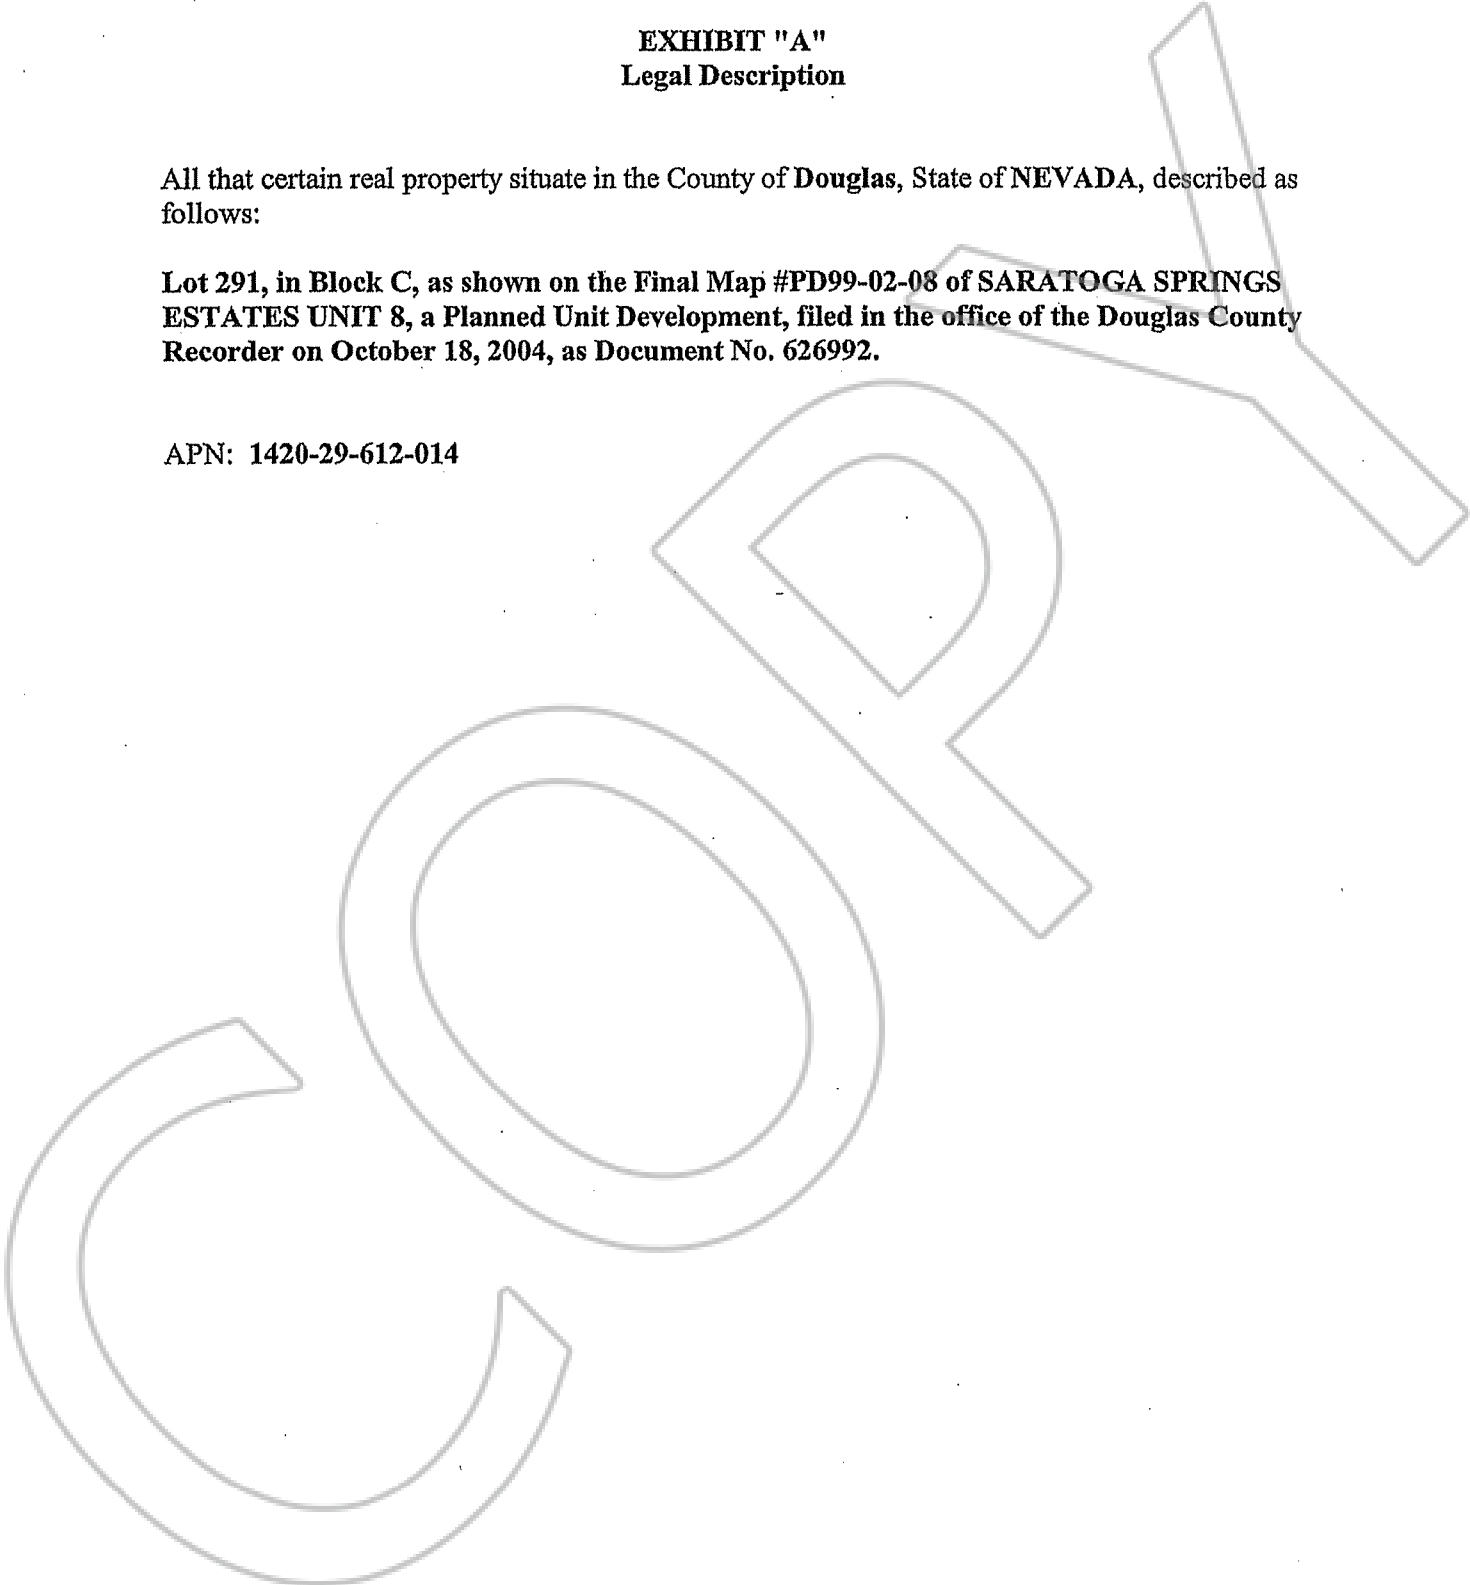 EXHIBIT "A"
Legal Description
All that certain real property situate in the County of Douglas, State of NEVADA, described as
follows:
Lot 291, in Block C, as shown on the Final Map #PD99-02-08 of SARATOGA SPRINGS
ESTATES UNIT 8, a Planned Unit Development, filed in the office of the Douglas County
Recorder on October 18, 2004, as Document No. 626992.
APN: 1420-29-612-014
COPY